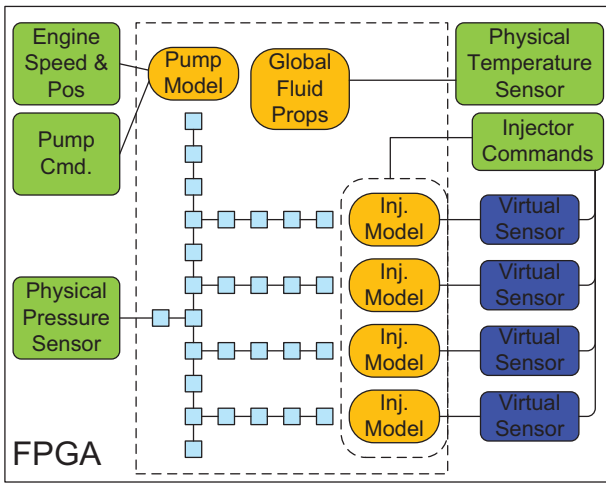 Engine
Speed &
Pos
Pump
Model
Global
Fluid
Props
Physical
Temperature
Sensor
Pump
Cmd.
Injector
Commands
Inj.
Model
Virtual
Sensor
Inj.
Model
Virtual
Sensor
Physical
Pressure
Sensor
Inj.
Model
Virtual
Sensor
Inj.
Model
Virtual
Sensor
FPGA